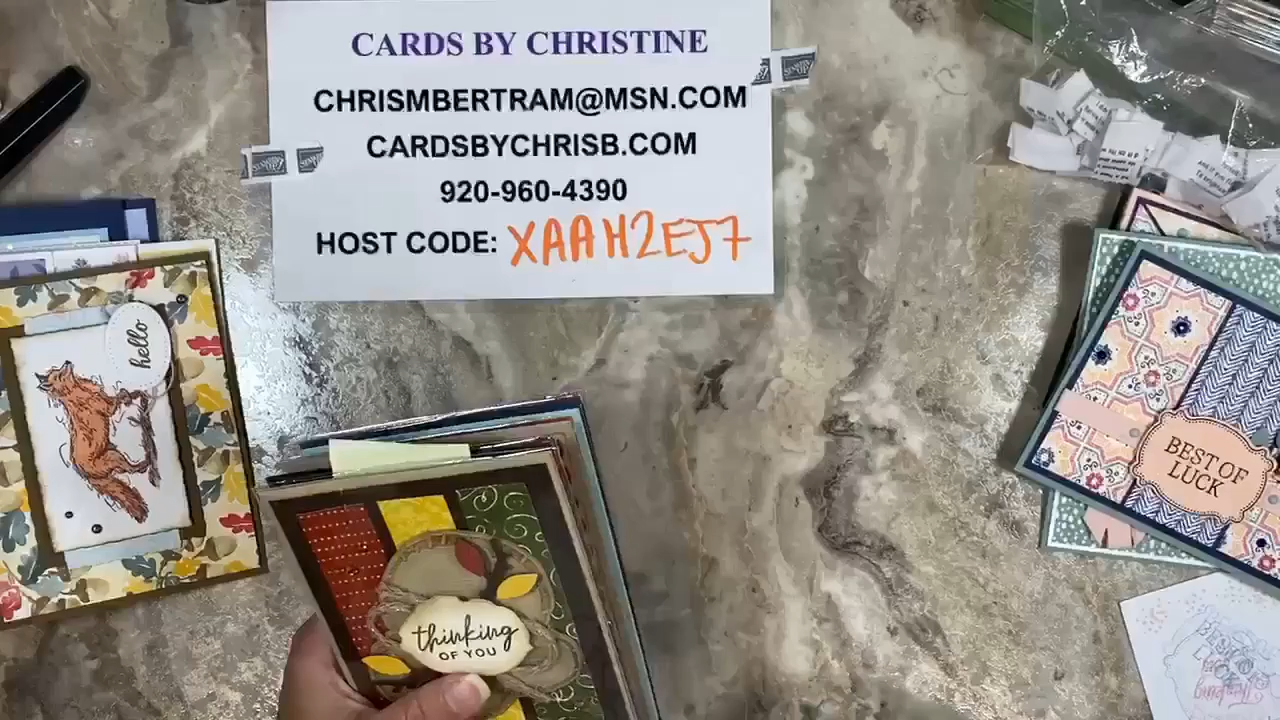 CARDS BY CHRISTINE
CHRISMBERTRAM@MSN.COM
CARDSBYCHRISB.COM
920-960-4390
HOST CODE: XAAH2EJ7
hello
BEST OF
LUCK
thinking
OF YOU